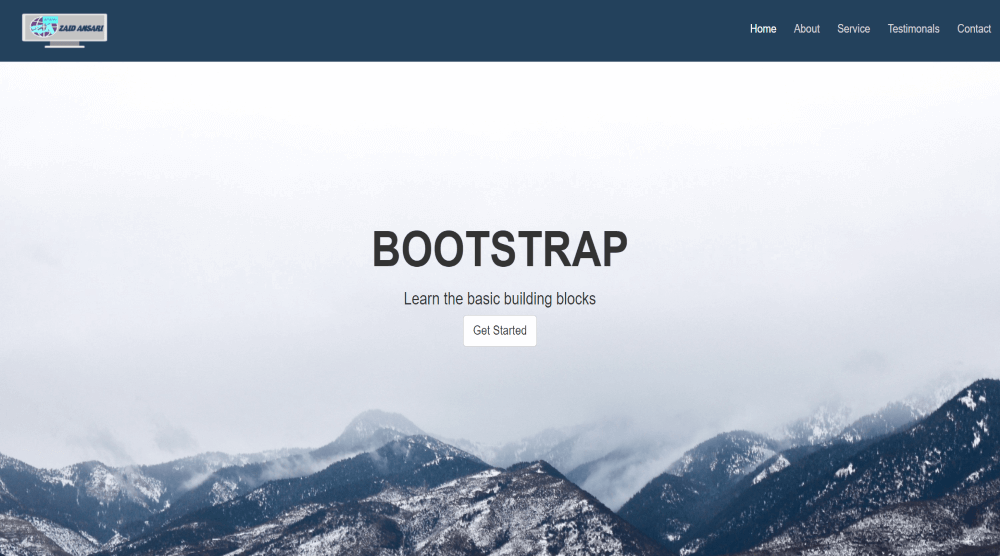 ZAID ANSARI
Home About Service Testimonals Contact
BOOTSTRAP
Learn the basic building blocks
Get Started